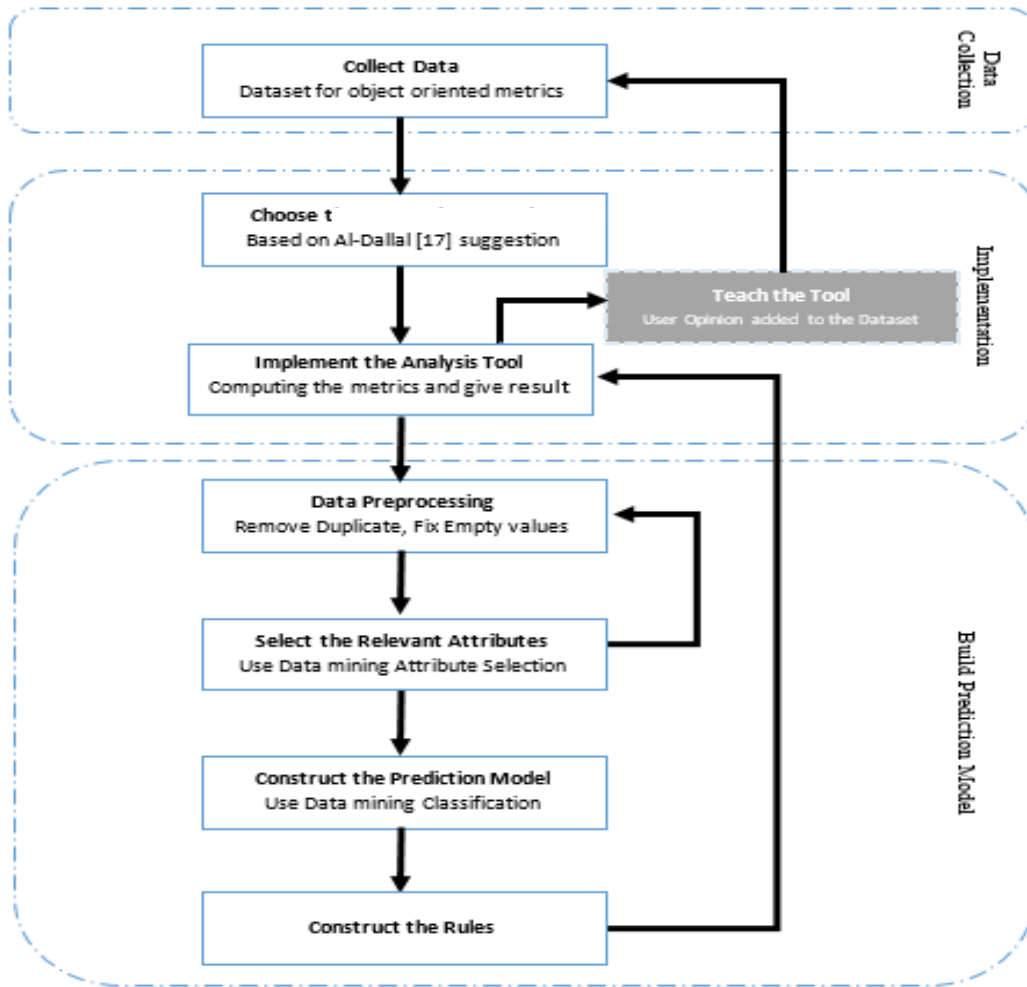 Data
Collection
Collect Data
Dataset for object oriented metrics
Choose
Based on Al-Dallal [17] suggestion
Implementation
Teach the Tool
User Opinion added to the Dataset
Implement the Analysis Tool
Computing the metrics and give result
Data Preprocessing
Remove Duplicate, Fix Empty values
Select the Relevant Attributes
Use Data mining Attribute Selection
Build Prediction Model
Construct the Prediction Model
Use Data mining Classification
Construct the Rules